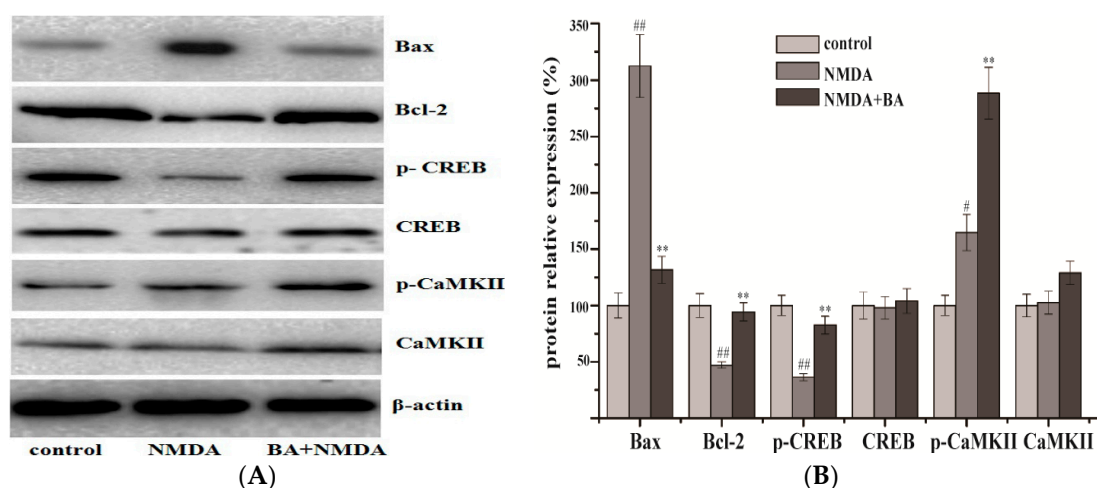 Bax
Bcl-2
p- CREB
CREB
p-CaMKII
CaMKII
β-actin
control NMDA BA+NMDA
(A)
protein relative expression (%)
350
300
250
200
150
100
50
control
NMDA
NMDA+BA
##
**
##
**
##
**
#
**
Bax Bcl-2 p-CREB CREB p-CaMKII CaMKII
(B)